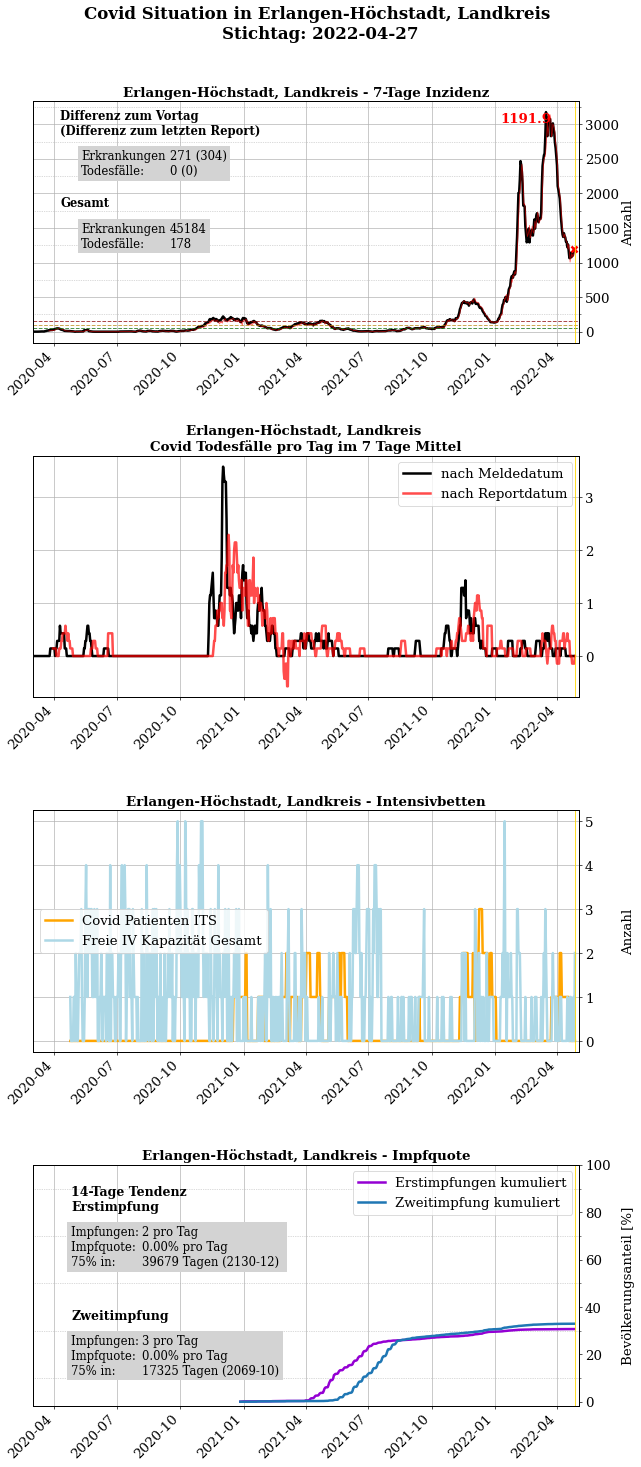 Covid Situation in Erlangen-Höchstadt, Landkreis
Stichtag: 2022-04-27
Erlangen-Höchstadt, Landkreis - 7-Tage Inzidenz
Differenz zum Vortag
(Differenz zum letzten Report)
Erkrankungen 271 (304)
Todesfälle: 0 (0)
Gesamt
Erkrankungen 45184
Todesfälle: 178
1191.9
3000
2500
2000
1500
1000
500
0
Anzahl
2020-04
2020-07
2020-10
2021-01
2021-04
2021-07
2021-10
2022-01
2022-04
Erlangen-Höchstadt, Landkreis
Covid Todesfälle pro Tag im 7 Tage Mittel
nach Meldedatum
nach Reportdatum
3
2
1
0
2020-04
2020-07
2020-10
2021-01
2021-04
2021-07
2021-10
2022-01
2022-04
Erlangen-Höchstadt, Landkreis - Intensivbetten
Covid Patienten ITS
Freie IV Kapazität Gesamt
5
4
3
2
1
0
Anzahl
2020-04
2020-07
2020-10
2021-01
2021-04
2021-07
2021-10
2022-01
2022-04
Erlangen-Höchstadt, Landkreis - Impfquote
14-Tage Tendenz
Erstimpfung
Impfungen: 2 pro Tag
Impfquote: 0.00% pro Tag
75% in: 39679 Tagen (2130-12)
Zweitimpfung
Impfungen: 3 pro Tag
Impfquote: 0.00% pro Tag
75% in: 17325 Tagen (2069-10)
Erstimpfungen kumuliert
Zweitimpfung kumuliert
100
80
60
40
20
0
Bevölkerungsanteil [%]
2020-04
2020-07
2020-10
2021-01
2021-04
2021-07
2021-10
2022-01
2022-04